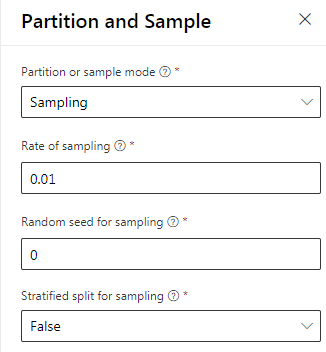 Partition and Sample
Partition or sample mode *
Sampling
Rate of sampling *
0.01
Random seed for sampling *
0
Stratified split for sampling *
False